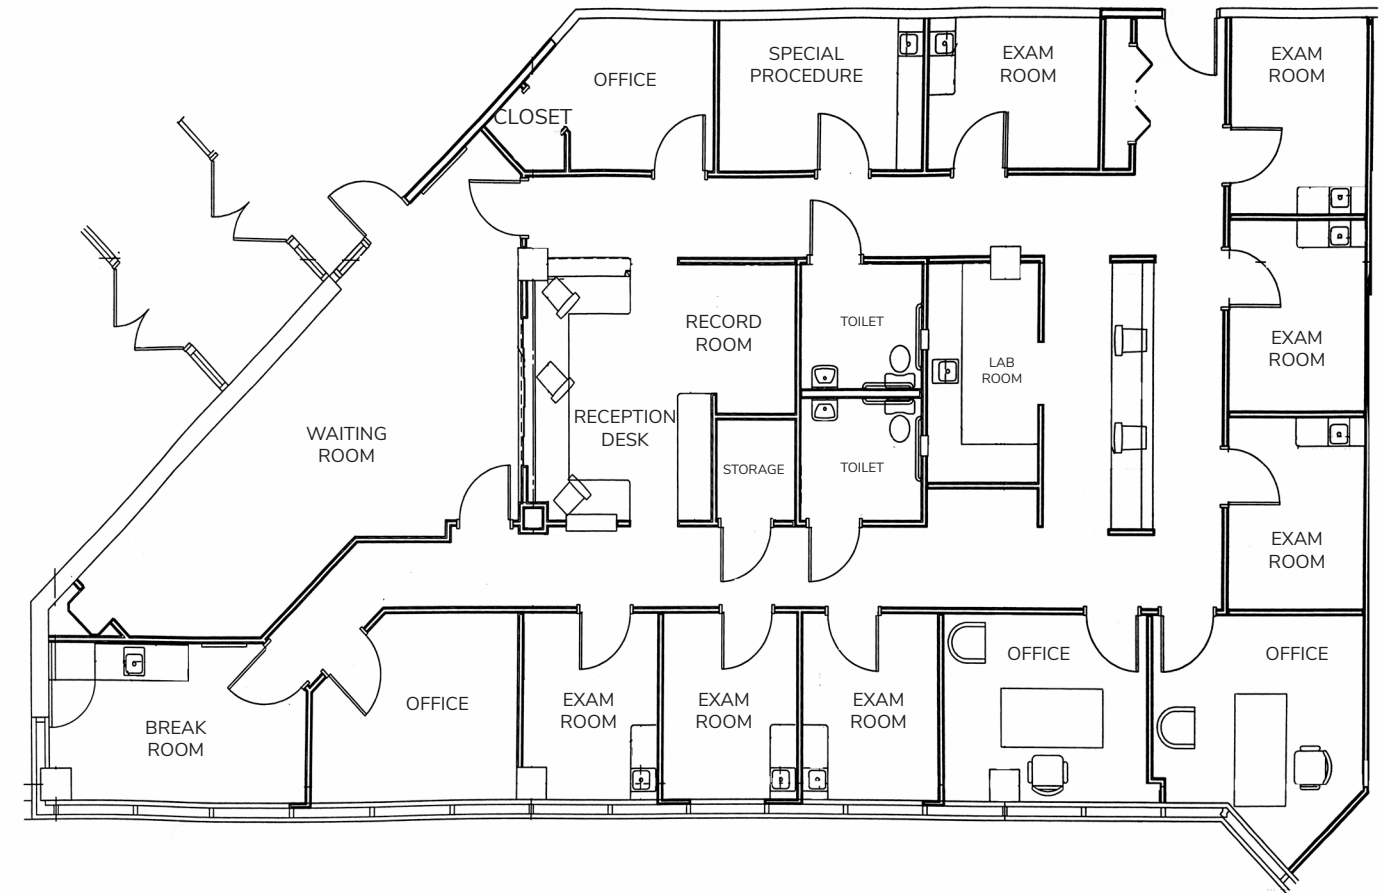 OFFICE
SPECIAL
PROCEDURE
EXAM
ROOM
EXAM
ROOM
CLOSET
RECORD
ROOM
TOILET
LAB
ROOM
EXAM
ROOM
WAITING
ROOM
RECEPTION
DESK
STORAGE
TOILET
EXAM
ROOM
OFFICE
OFFICE
BREAK
ROOM
OFFICE
EXAM
ROOM
EXAM
ROOM
EXAM
ROOM